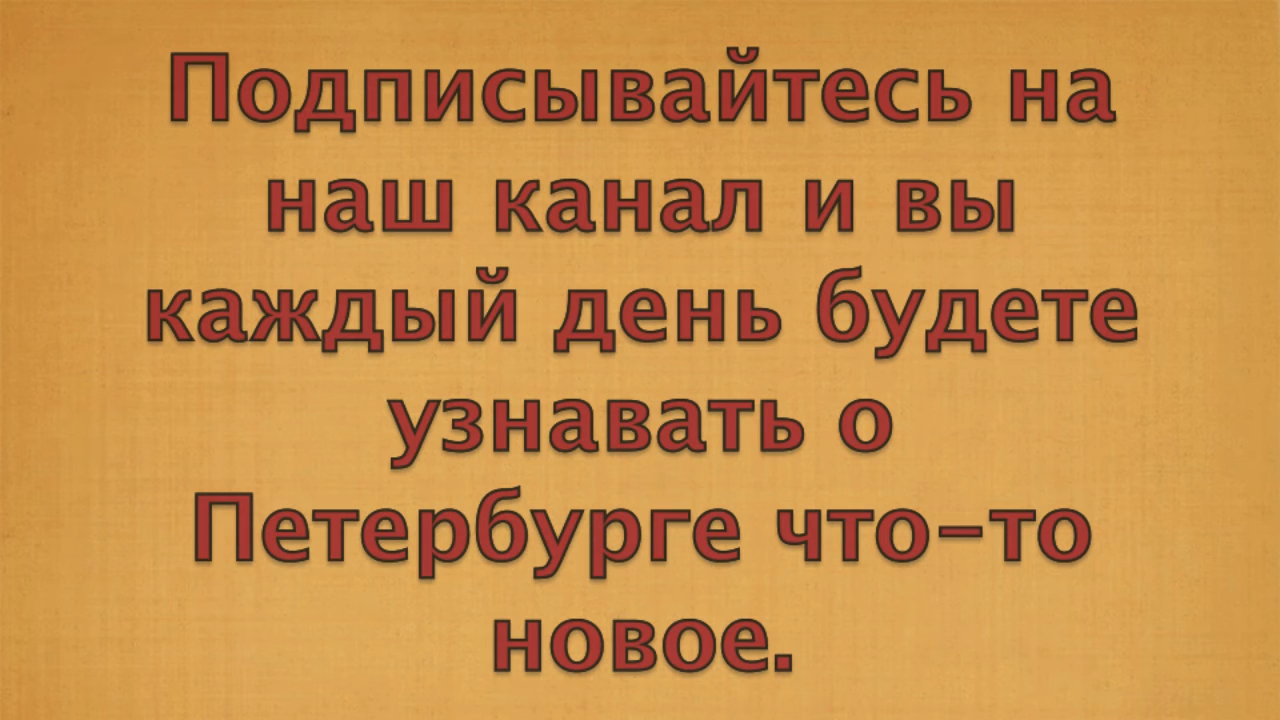 Подписывайтесь на
наш канал и вы
каждый день будете
узнавать о
Петербурге что-то
новое.